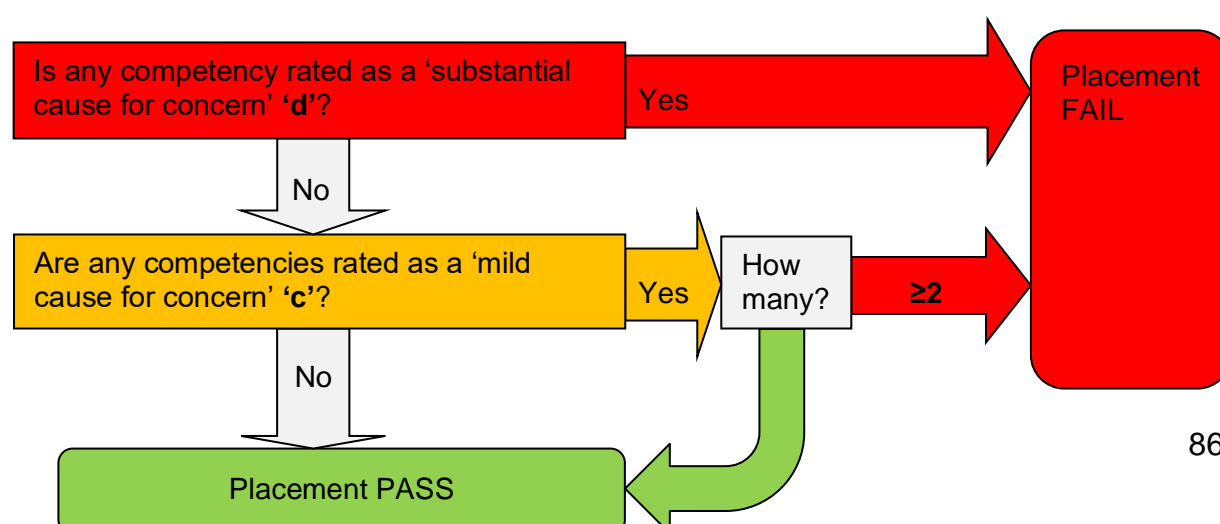 Is any competency rated as a ‘substantial
cause for concern’ ‘d’?
Yes
Placement
FAIL
No
Are any competencies rated as a ‘mild
cause for concern’ ‘c’?
Yes
How
many?
≥2
No
86
Placement PASS